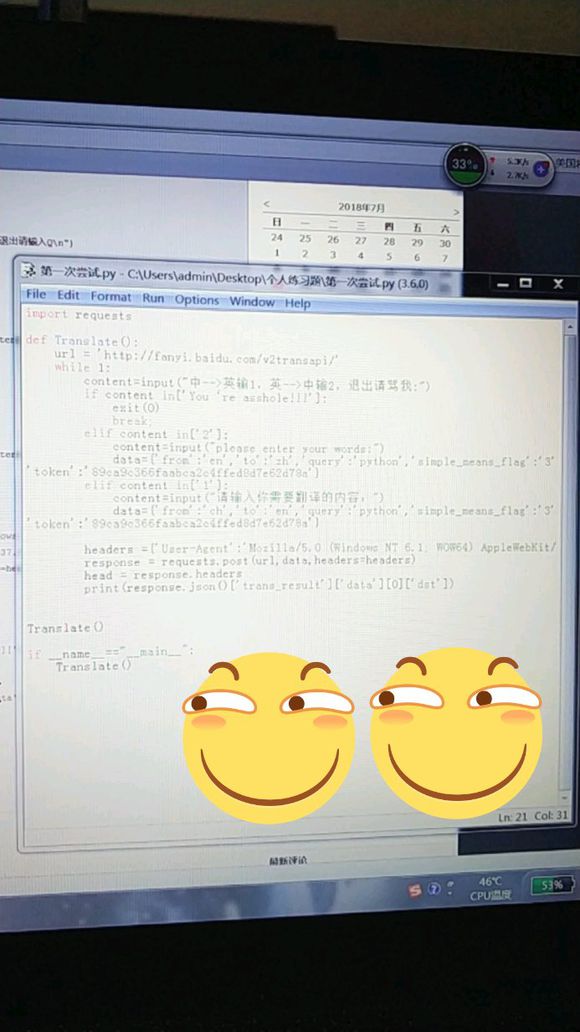 33%
5.3K/s
2.7K/s
美国
<
2018年7月
>
日 一 二 三 四 五 六
24 25 26 27 28 29 30
1 2 3 4 5 6 7
退出请输入Q\n")
第一次尝试.py - C:\Users\admin\Desktop\个人练习题\第一次尝试.py (3.6.0)
File Edit Format Run Options Window Help
import requests
def Translate():
url = 'http://fanyi.baidu.com/v2transapi/'
while 1:
content=input("中-->英输1, 英-->中输2, 退出请骂我:")
if content in['You 're asshole!!!']:
exit(0)
break;
elif content in['2']:
content=input("please enter your words:")
data={'from':'en','to':'zh','query':'python','simple_means_flag':'3'
'token':'89ca9c366faabca2c4ffed8d7e62d78a'}
elif content in['1']:
content=input("请输入你需要翻译的内容: ")
data={'from':'ch','to':'en','query':'python','simple_means_flag':'3'
'token':'89ca9c366faabca2c4ffed8d7e62d78a'}
headers ={'User-Agent':'Mozilla/5.0 (Windows NT 6.1; WOW64) AppleWebKit/
response = requests.post(url,data,headers=headers)
head = response.headers
print(response.json()['trans_result']['data'][0]['dst'])
Translate()
if __name__=="__main__":
Translate()
Ln: 21 Col: 31
最新评论
46℃
CPU温度
53%